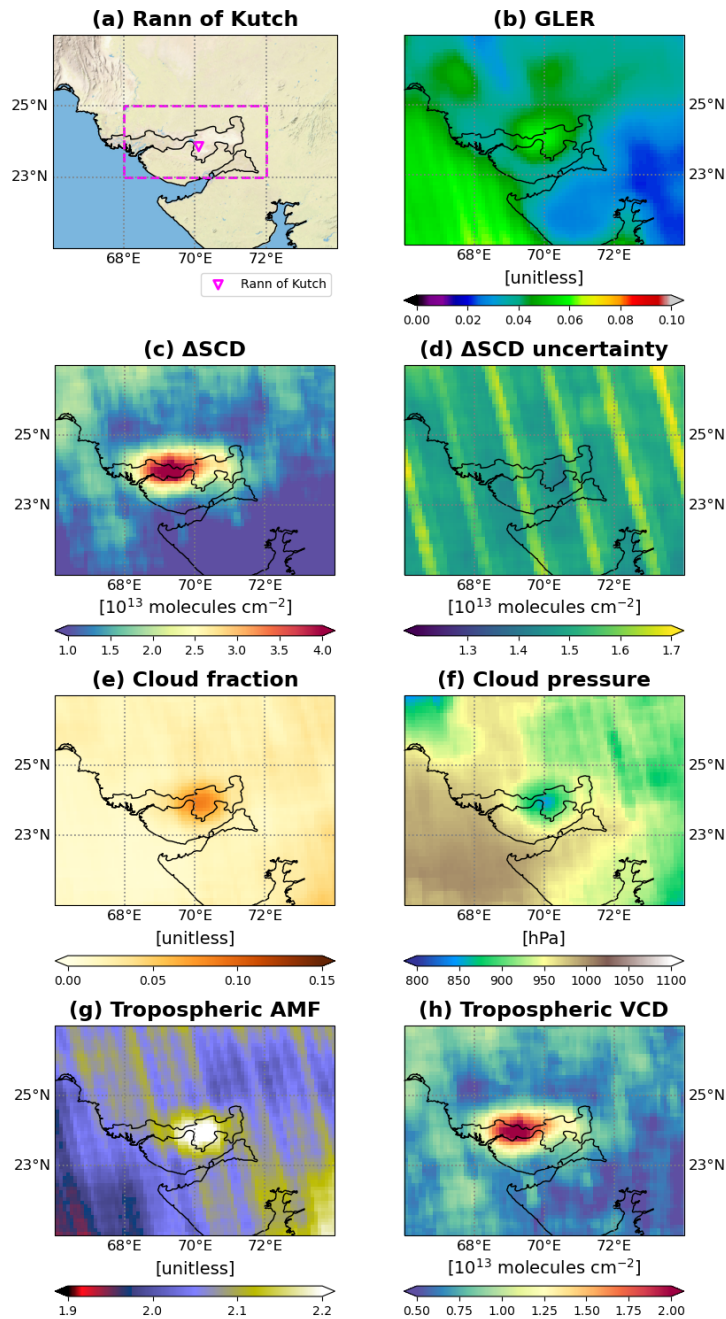 (a) Rann of Kutch
25°N
23°N
68°E 70°E 72°E
Rann of Kutch
(b) GLER
25°N
23°N
68°E 70°E 72°E
[unitless]
0.00 0.02 0.04 0.06 0.08 0.10
(c) ΔSCD
25°N
23°N
68°E 70°E 72°E
[10¹³ molecules cm⁻²]
1.0 1.5 2.0 2.5 3.0 3.5 4.0
(d) ΔSCD uncertainty
25°N
23°N
68°E 70°E 72°E
[10¹³ molecules cm⁻²]
1.3 1.4 1.5 1.6 1.7
(e) Cloud fraction
25°N
23°N
68°E 70°E 72°E
[unitless]
0.00 0.05 0.10 0.15
(f) Cloud pressure
25°N
23°N
68°E 70°E 72°E
[hPa]
800 850 900 950 1000 1050 1100
(g) Tropospheric AMF
25°N
23°N
68°E 70°E 72°E
[unitless]
1.9 2.0 2.1 2.2
(h) Tropospheric VCD
25°N
23°N
68°E 70°E 72°E
[10¹³ molecules cm⁻²]
0.50 0.75 1.00 1.25 1.50 1.75 2.00